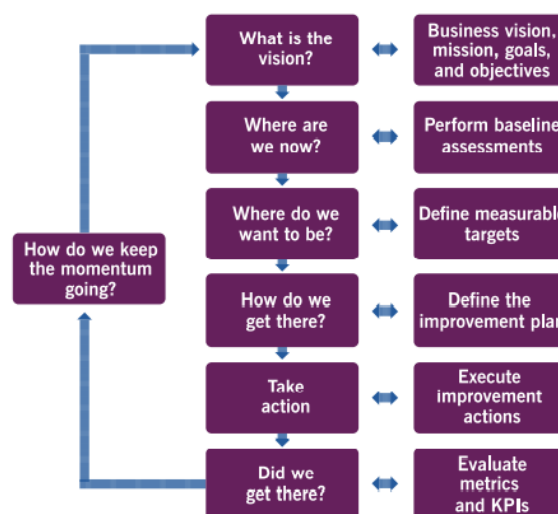 What is the
vision?
Business vision,
mission, goals,
and objectives
Where are
we now?
Perform baseline
assessments
Where do we
want to be?
Define measurable
targets
How do we keep
the momentum
going?
How do we
get there?
Define the
improvement plan
Take
action
Execute
improvement
actions
Did we
get there?
Evaluate
metrics
and KPIs